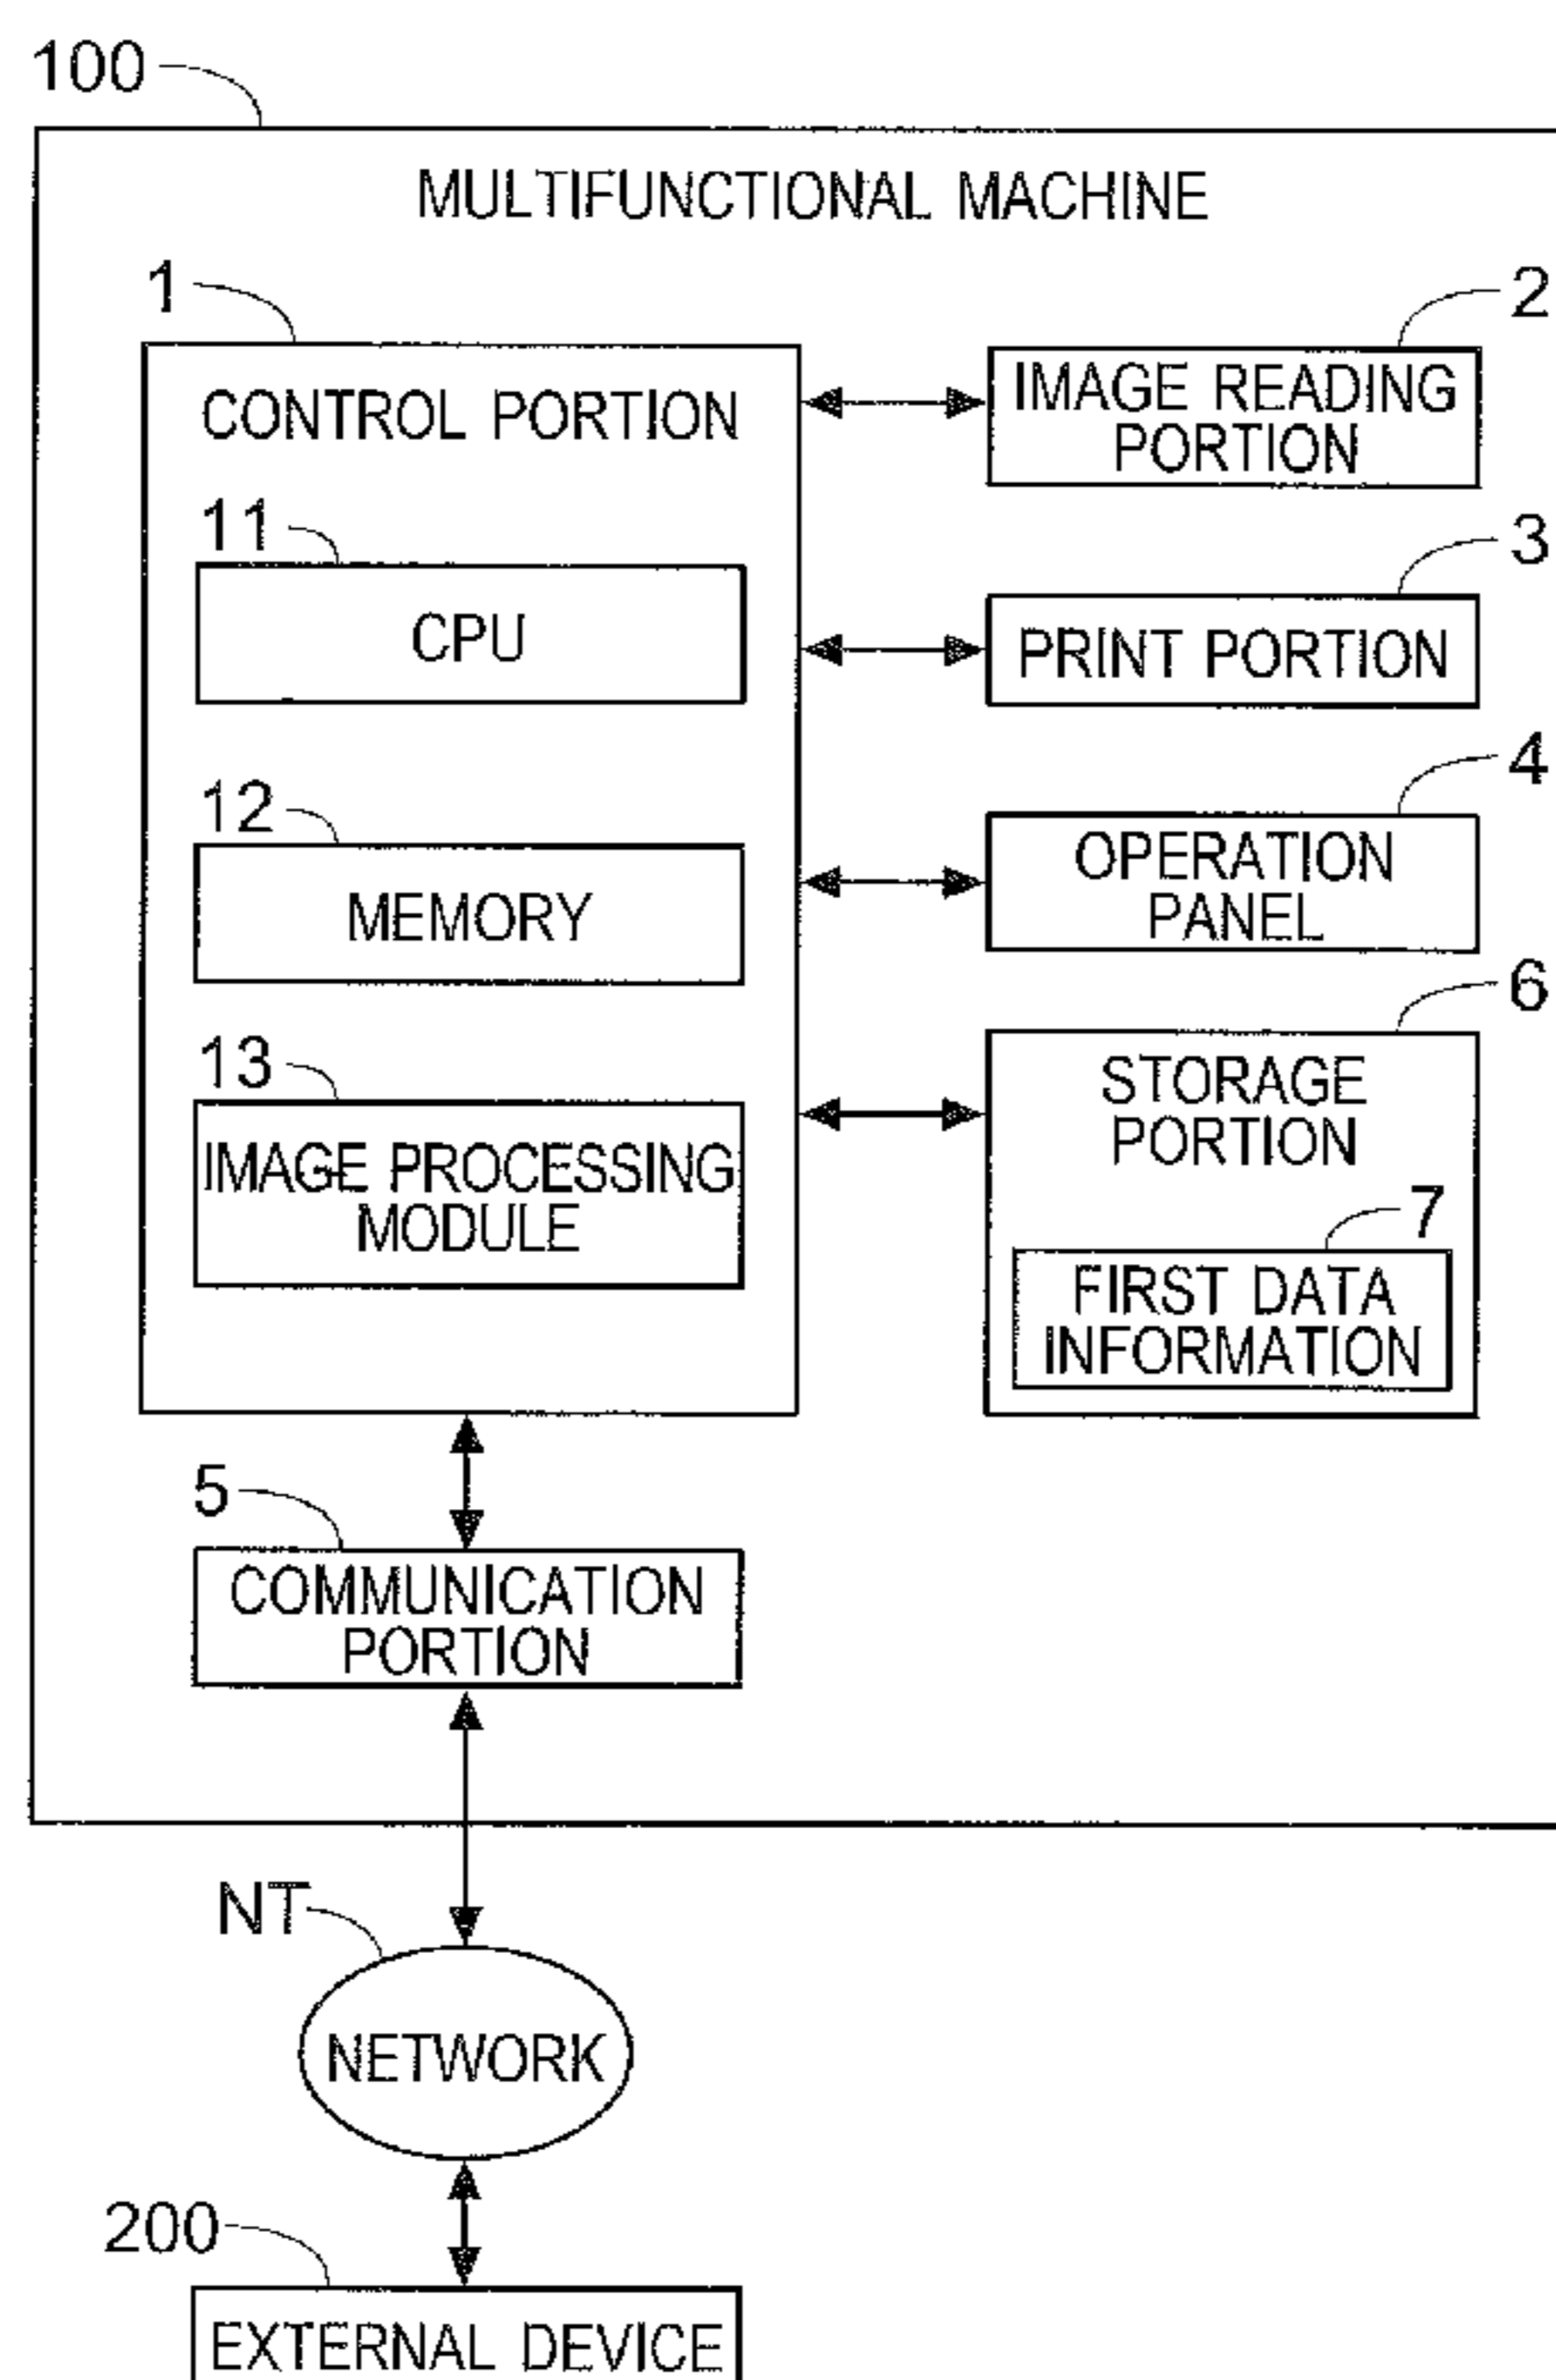 100
MULTIFUNCTIONAL MACHINE
1
CONTROL PORTION
11
CPU
12
MEMORY
13
IMAGE PROCESSING
MODULE
2
IMAGE READING
PORTION
3
PRINT PORTION
4
OPERATION
PANEL
6
STORAGE
PORTION
7
FIRST DATA
INFORMATION
5
COMMUNICATION
PORTION
NT
NETWORK
200
EXTERNAL DEVICE